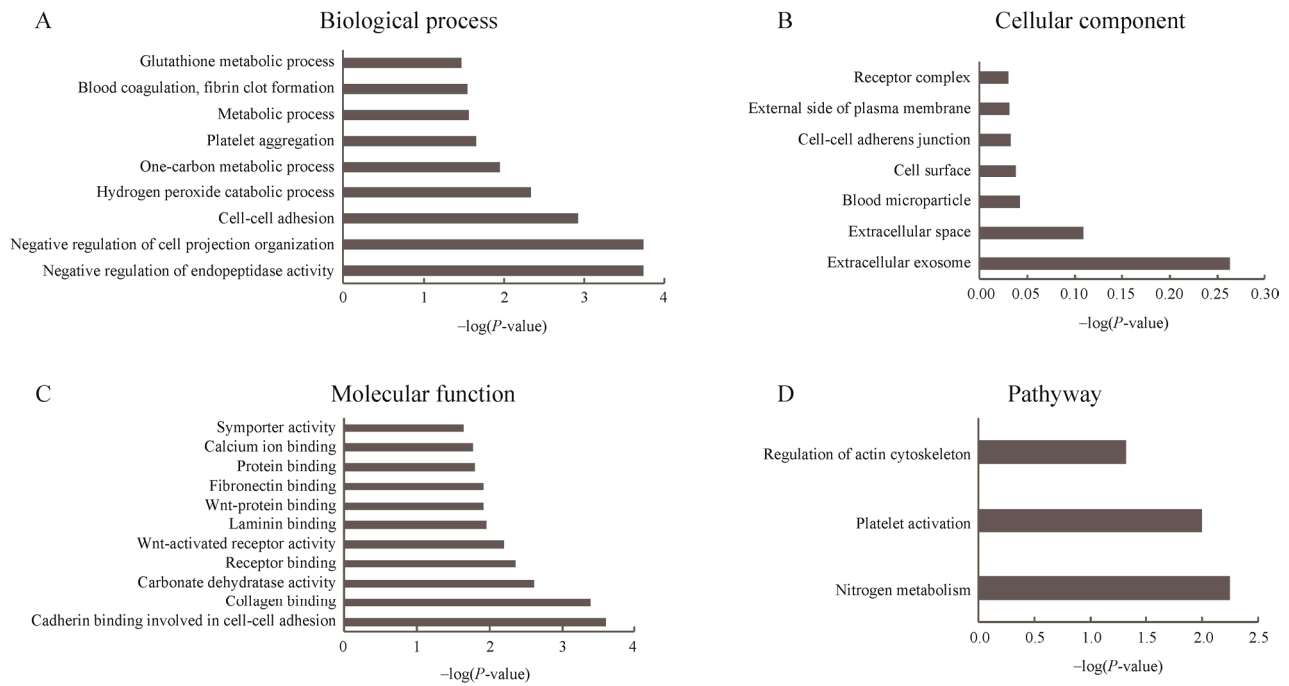 A
Biological process
Glutathione metabolic process
Blood coagulation, fibrin clot formation
Metabolic process
Platelet aggregation
One-carbon metabolic process
Hydrogen peroxide catabolic process
Cell-cell adhesion
Negative regulation of cell projection organization
Negative regulation of endopeptidase activity
0 1 2 3 4
–log(P-value)
B
Cellular component
Receptor complex
External side of plasma membrane
Cell-cell adherens junction
Cell surface
Blood microparticle
Extracellular space
Extracellular exosome
0.00 0.05 0.10 0.15 0.20 0.25 0.30
–log(P-value)
C
Molecular function
Symporter activity
Calcium ion binding
Protein binding
Fibronectin binding
Wnt-protein binding
Laminin binding
Wnt-activated receptor activity
Receptor binding
Carbonate dehydratase activity
Collagen binding
Cadherin binding involved in cell-cell adhesion
0 1 2 3 4
–log(P-value)
D
Pathyway
Regulation of actin cytoskeleton
Platelet activation
Nitrogen metabolism
0.0 0.5 1.0 1.5 2.0 2.5
–log(P-value)